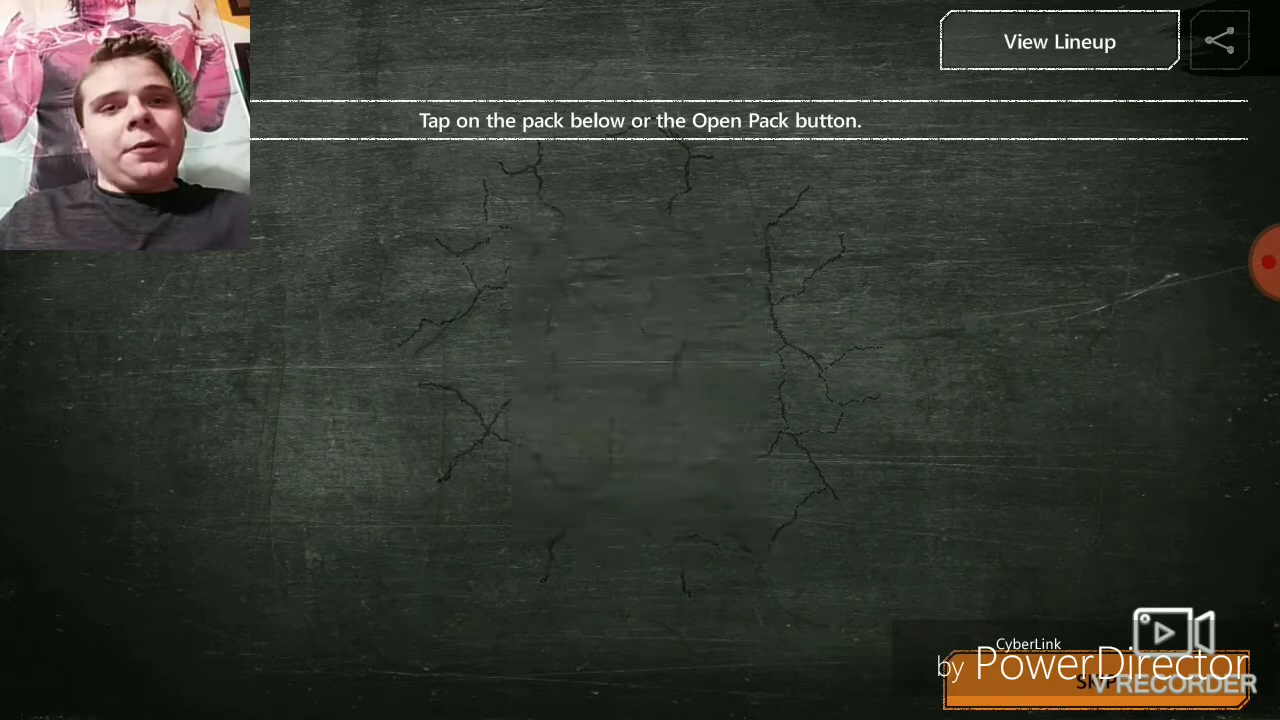 View Lineup
Tap on the pack below or the Open Pack button.
CyberLink
by PowerDirector
VRECORDER